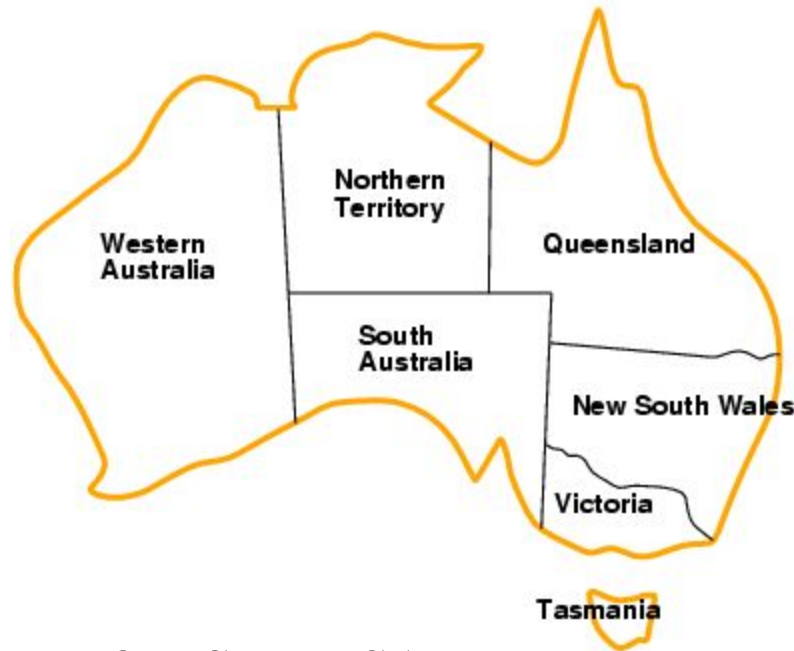 Northern
Territory
Western
Australia
Queensland
South
Australia
New South Wales
Victoria
Tasmania